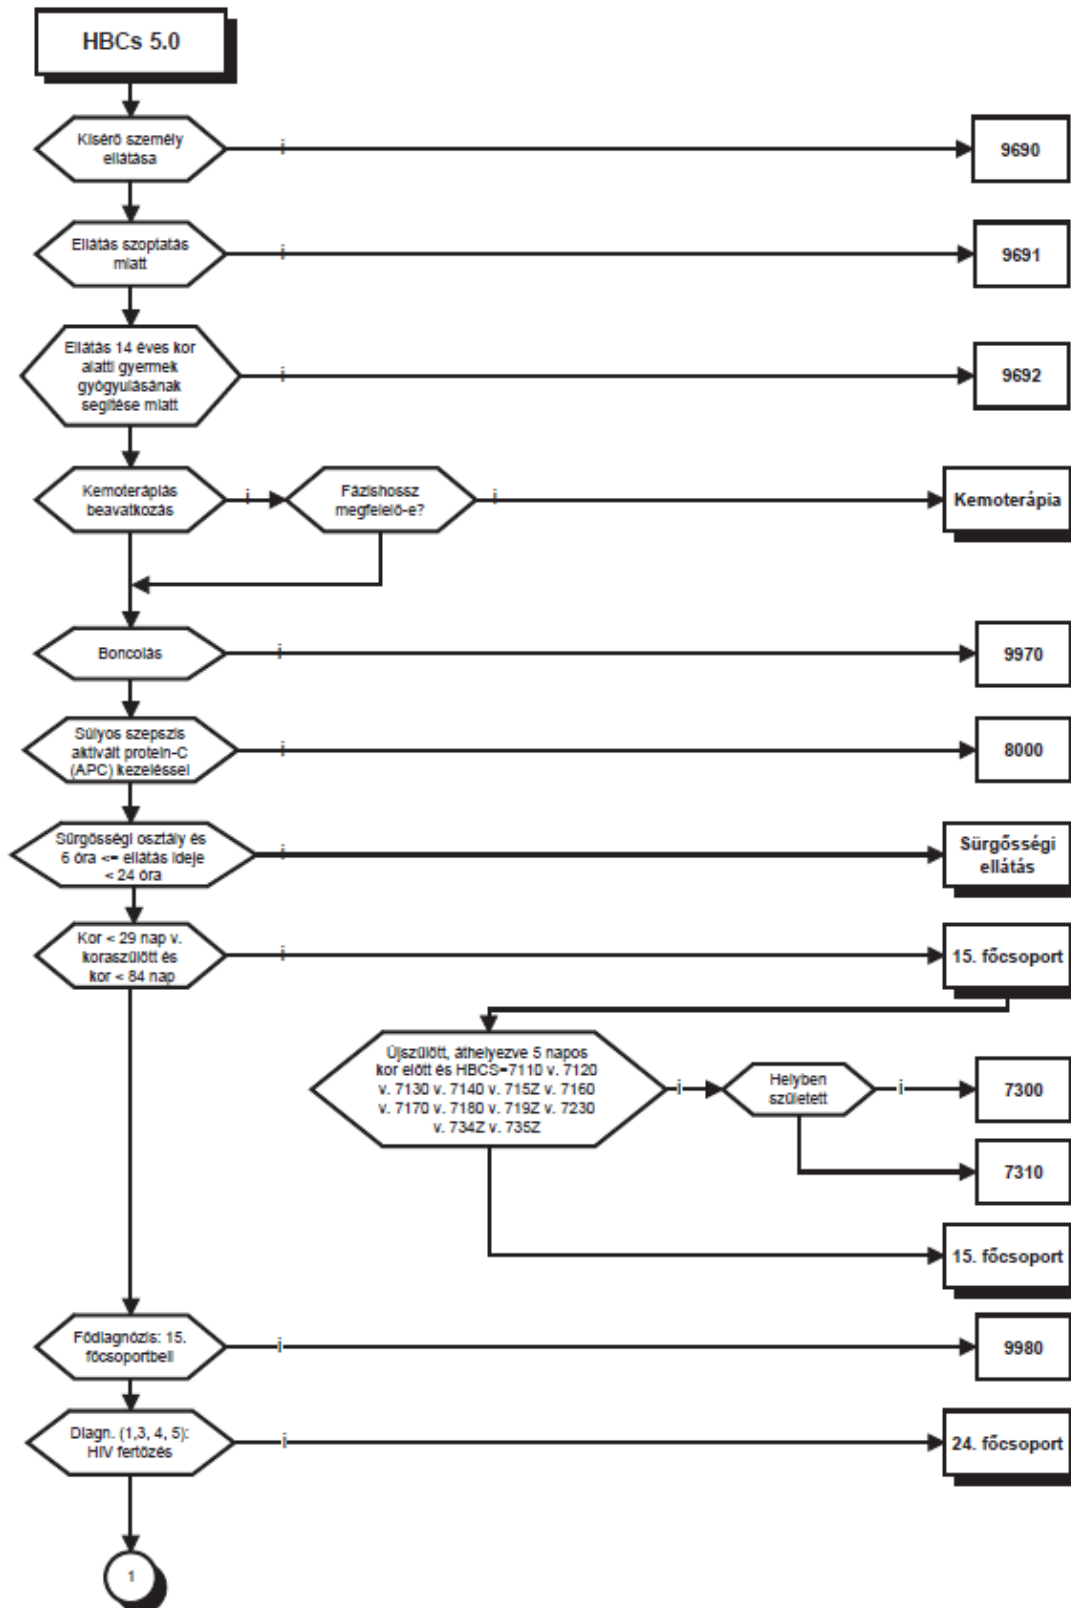 HBCs 5.0
Kísérő személy
ellátása
i
9690
Ellátás szoptatás
miatt
i
9691
Ellátás 14 éves kor
alatti gyermek
gyógyulásának
segítése miatt
i
9692
Kemoterápiás
beavatkozás
i
Fázishossz
megfelelő-e?
i
Kemoterápia
Boncolás
i
9970
Súlyos szepszis
aktivált protein-C
(APC) kezeléssel
i
8000
Sürgősségi osztály és
6 óra <= ellátás ideje
< 24 óra
i
Sürgősségi
ellátás
Kor < 29 nap v.
koraszülött és
kor < 84 nap
i
15. főcsoport
Újszülött, áthelyezve 5 napos
kor előtt és HBCS=7110 v. 7120
v. 7130 v. 7140 v. 715Z v. 7160
v. 7170 v. 7180 v. 719Z v. 7230
v. 734Z v. 735Z
i
Helyben
született
i
7300
7310
15. főcsoport
Fődiagnózis: 15.
főcsoportbeli
i
9980
Diagn. (1,3, 4, 5):
HIV fertőzés
i
24. főcsoport
1